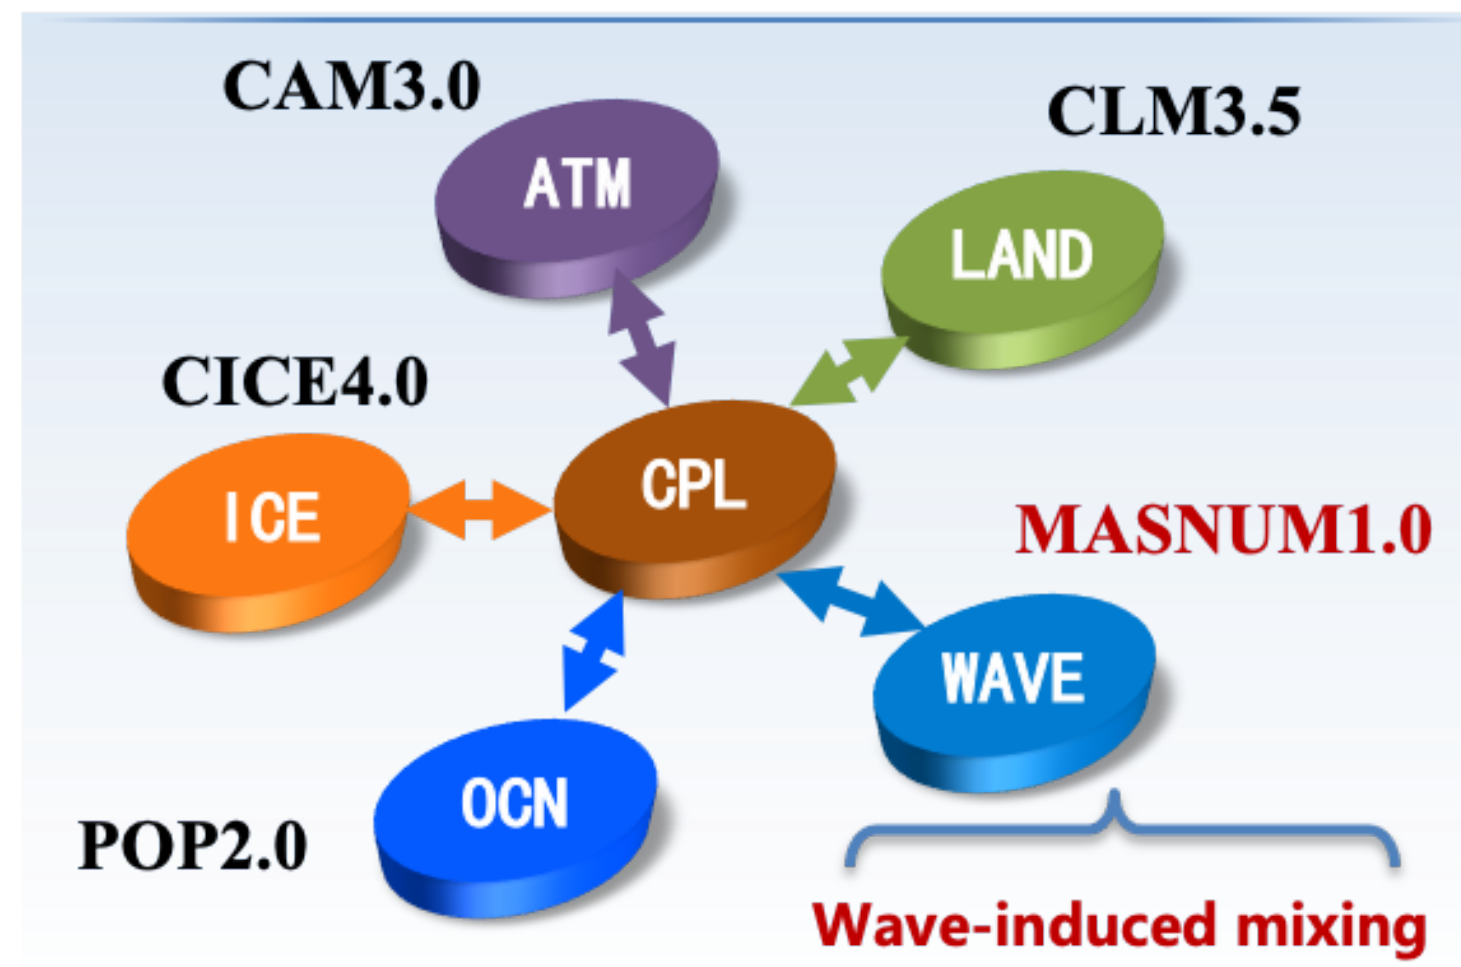 CAM3.0
CLM3.5
ATM
LAND
CICE4.0
CPL
ICE
MASNUM1.0
WAVE
OCN
POP2.0
Wave-induced mixing